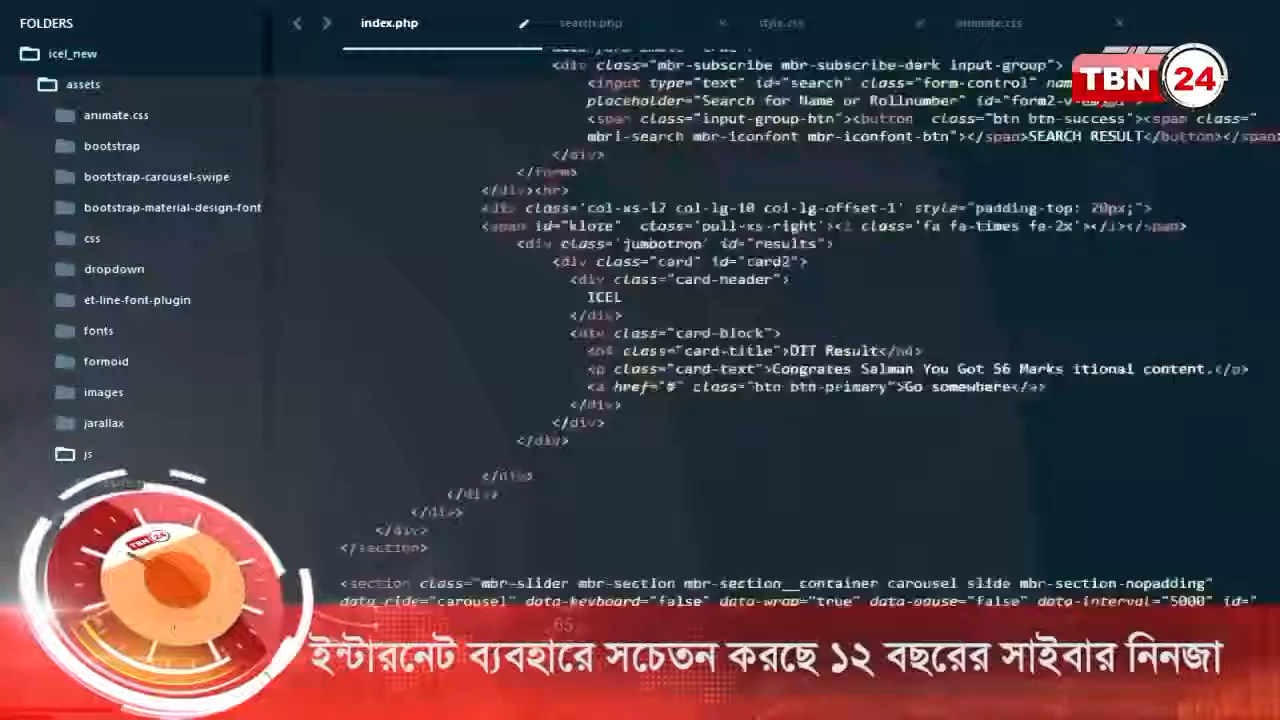 FOLDERS
index.php
search.php
style.css
animate.css
icel_new
assets
animate.css
bootstrap
bootstrap-carousel-swipe
bootstrap-material-design-font
css
dropdown
et-line-font-plugin
fonts
formoid
images
jarallax
js
<div class="mbr-subscribe mbr-subscribe-dark input-group">
<input type="text" id="search" class="form-control"
placeholder="Search for Name or Rollnumber"
<span class="input-group-btn"><button class="btn btn-success"><span class="
mbri-search mbr-iconfont mbr-iconfont-btn"></span>SEARCH RESULT</button></span>
</div>
</form>
</div><hr>
<div class='col-xs-12 col-lg-10 col-lg-offset-1' style="padding-top: 20px;">
<span id="klore" class='pull-xs-right'><i class='fa fa-times fa-2x'></i></span>
<div class='jumbotron' id="results">
<div class="card" id="card2">
<div class="card-header">
ICEL
</div>
<div class="card-block">
<h4 class="card-title">DIT Result</h4>
<p class="card-text">Congrates Salman You Got 56 Marks itional content.</p>
<a href="#" class="btn btn-primary">Go somewhere</a>
</div>
</div>
</div>
</div>
</div>
</div>
</div>
</section>
<section class="mbr-slider mbr-section mbr-section__container carousel slide mbr-section-nopadding"
data-ride="carousel" data-keyboard="false" data-wrap="true" data-pause="false" data-interval="5000" id="
65
TBN 24
TBN 24
ইন্টারনেট ব্যবহারে সচেতন করছে ১২ বছরের সাইবার নিনজা